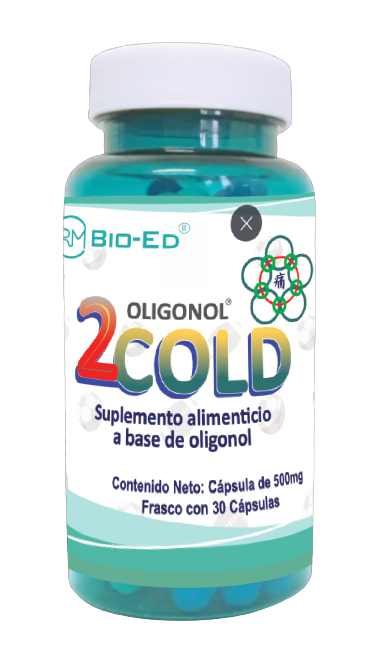 RM BIO-ED®
OLIGONOL®
2COLD
痛
Suplemento alimenticio
a base de oligonol
Contenido Neto: Cápsula de 500mg
Frasco con 30 Cápsulas